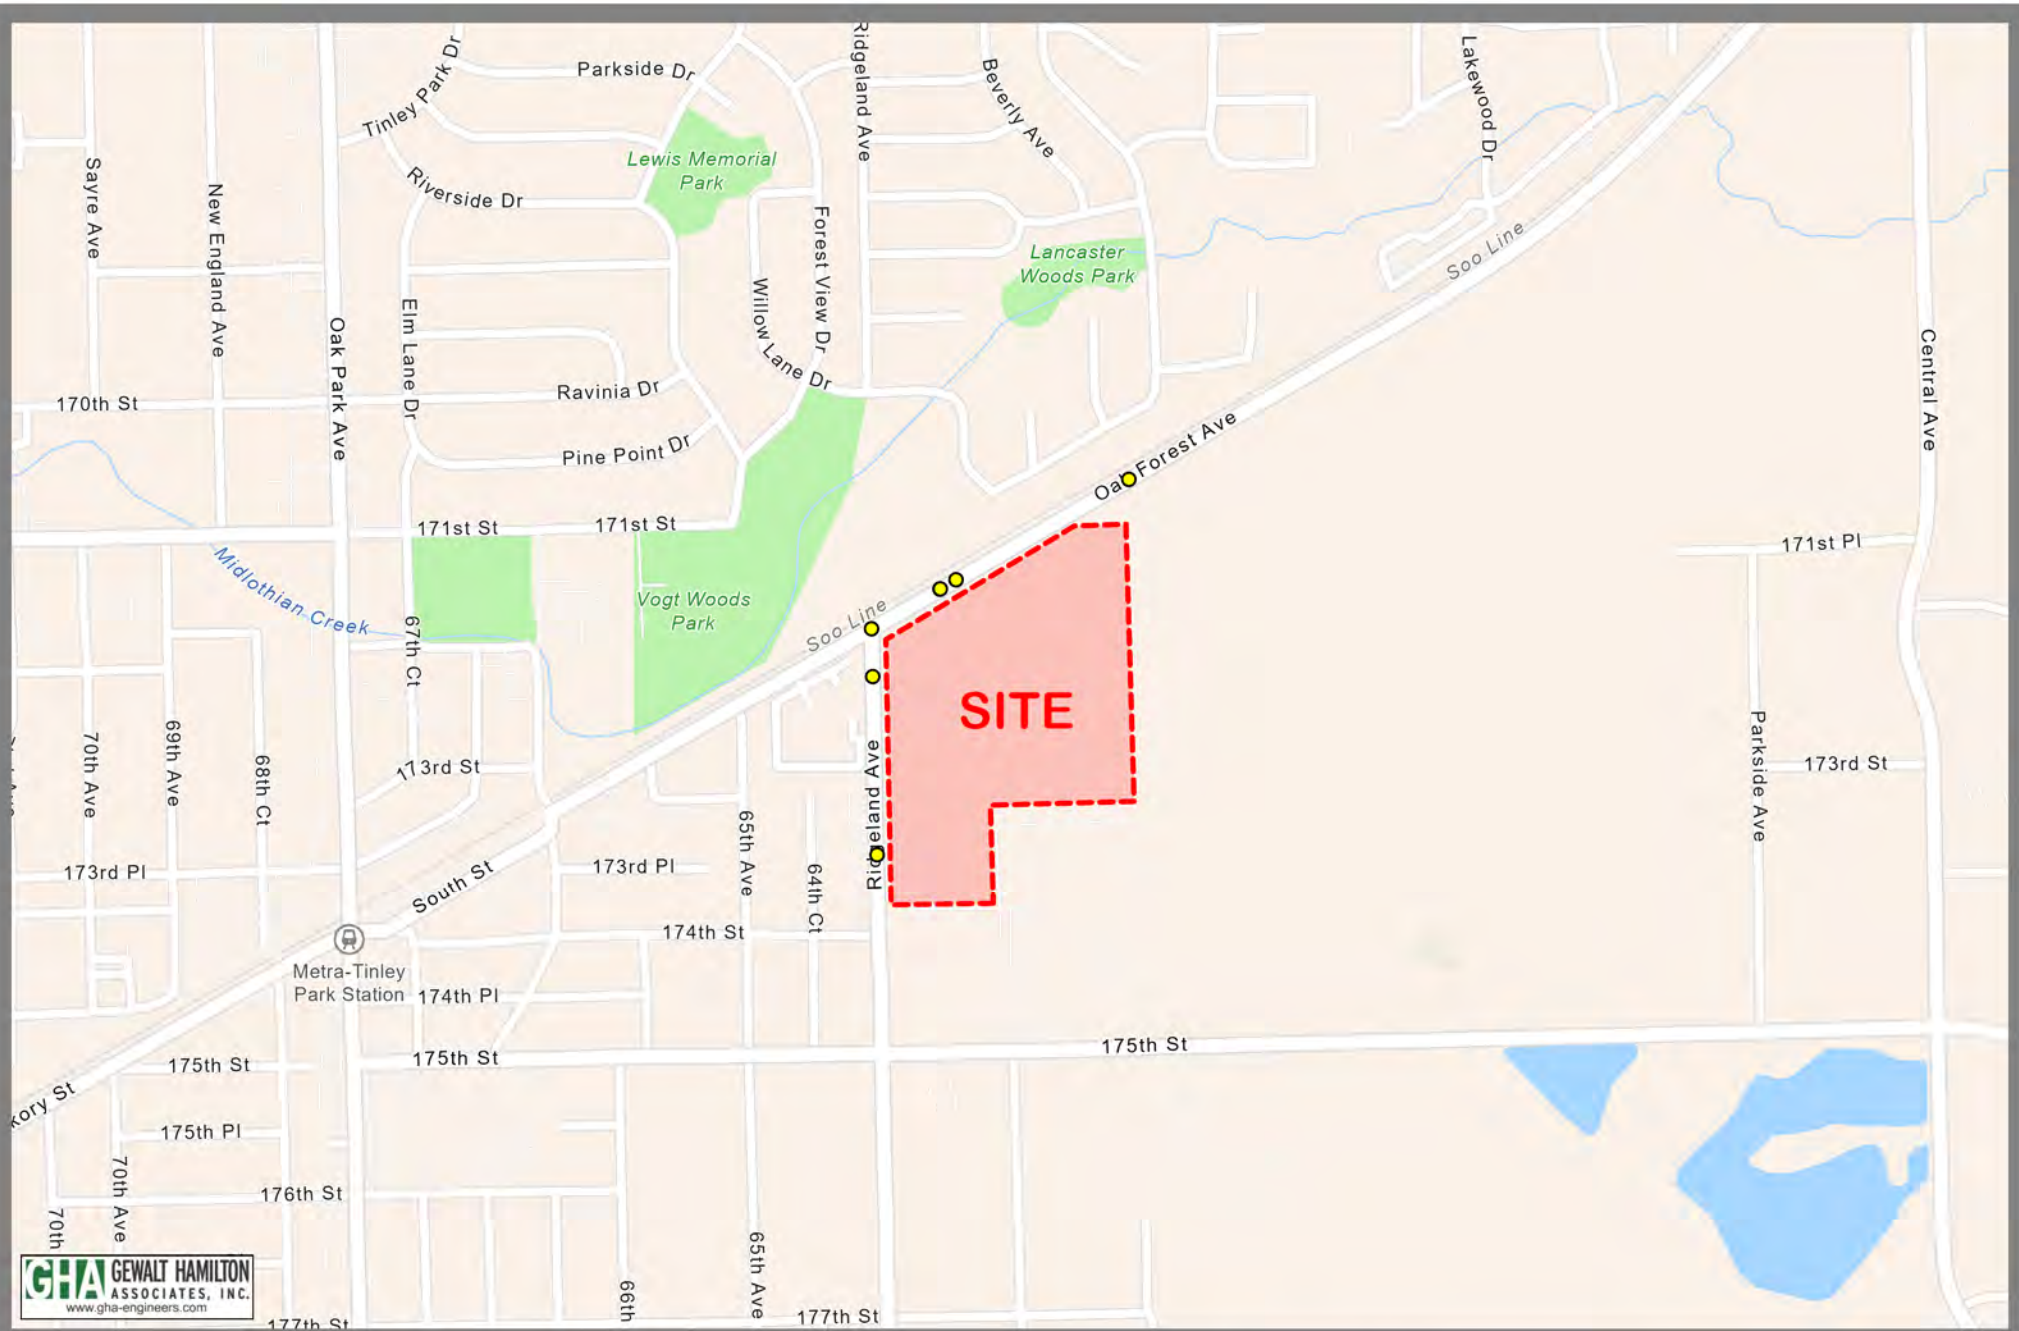 Parkside Dr
Ridgeland Ave
Beverly Ave
Lakewood Dr
Tinley Park Dr
Lewis Memorial
Park
Sayre Ave
New England Ave
Riverside Dr
Forest View Dr
Lancaster
Woods Park
Soo Line
Willow Lane Dr
Elm Lane Dr
Oak Park Ave
Central Ave
170th St
Ravinia Dr
Pine Point Dr
Forest Ave
171st St
171st St
171st Pl
Midlothian Creek
Vogt Woods
Park
Soo Line
67th Ct
SITE
70th Ave
69th Ave
68th Ct
173rd St
Ave
Parkside Ave
173rd St
65th Ave
64th Ct
173rd Pl
South St
173rd Pl
174th St
Metra-Tinley
Park Station
174th Pl
175th St
175th St
175th St
kory St
175th Pl
70th Ave
176th St
70th
65th Ave
66th
177th St
177th St
GHA GEWALT HAMILTON
ASSOCIATES, INC.
www.gha-engineers.com